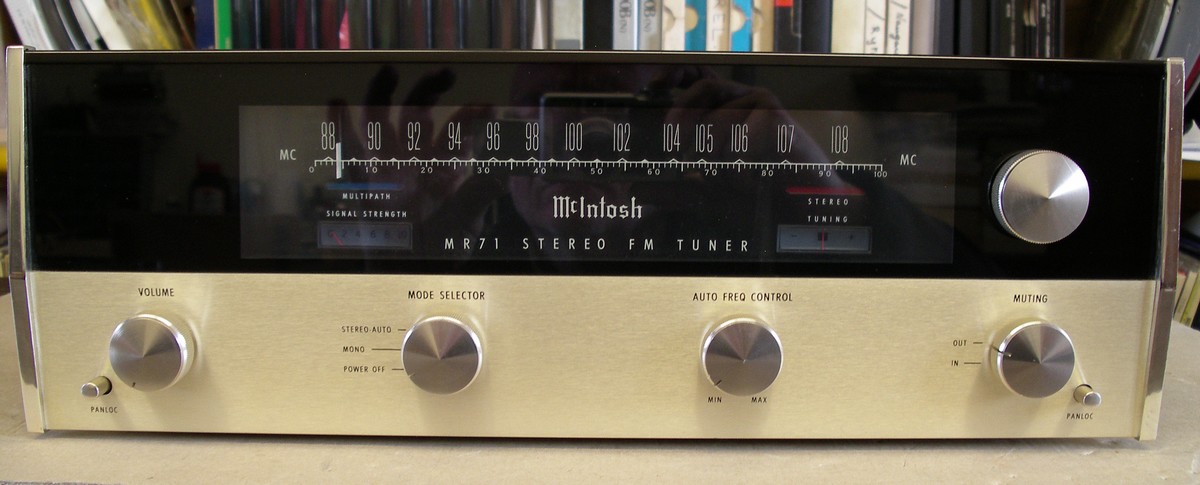 88 90 92 94 96 98 100 102 104 105 106 107 108
MC MC
0 10 20 30 40 50 60 70 80 90 100
MULTIPATH
SIGNAL STRENGTH
McIntosh
STEREO
TUNING
MR71 STEREO FM TUNER
VOLUME
MODE SELECTOR
AUTO FREQ CONTROL
MUTING
STEREO-AUTO
MONO
POWER OFF
OUT
IN
MIN MAX
PANLOC
PANLOC